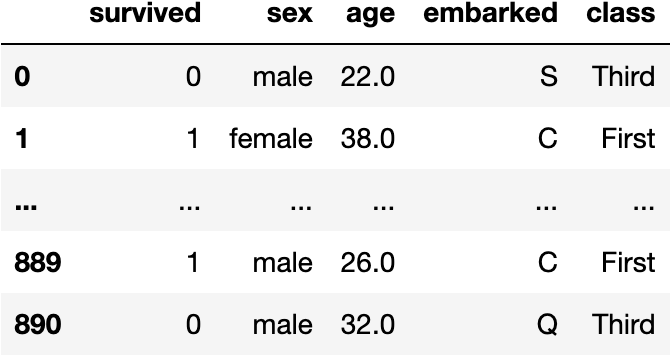 survived sex age embarked class
0 0 male 22.0 S Third
1 1 female 38.0 C First
... ... ... ... ... ...
889 1 male 26.0 C First
890 0 male 32.0 Q Third